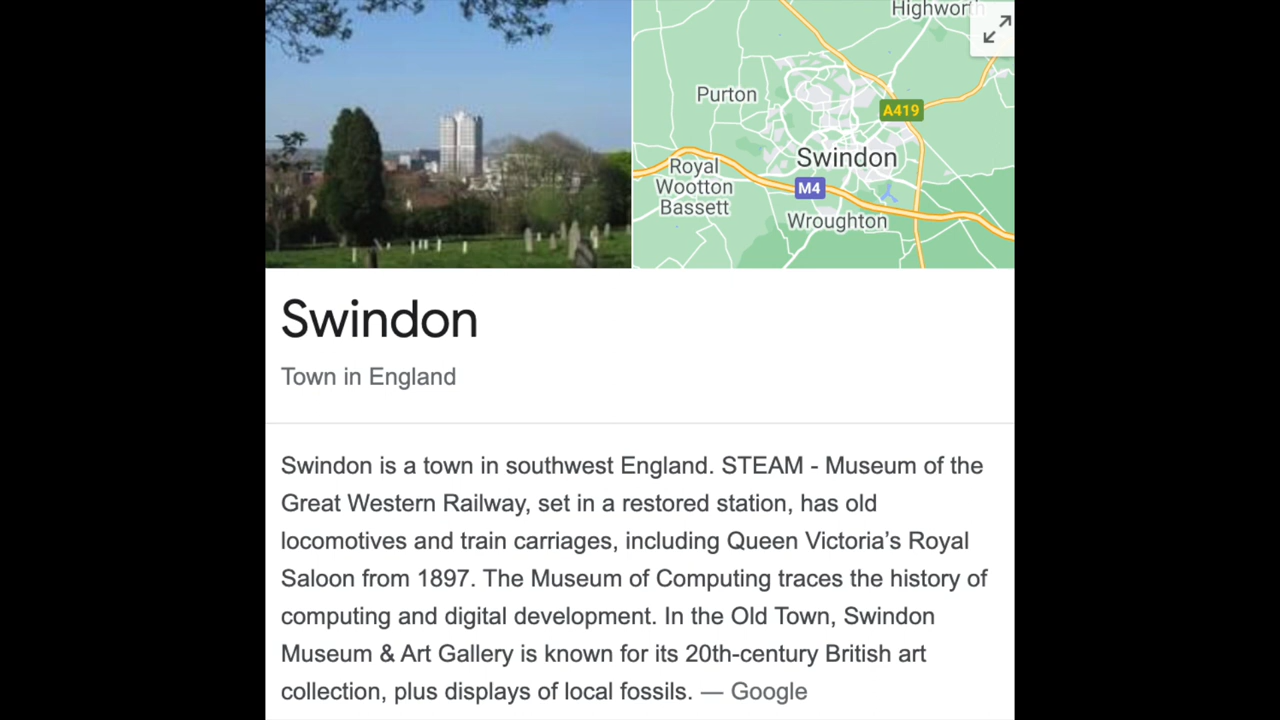 Highworth
Purton
A419
Swindon
Royal
Wootton
Bassett
M4
Wroughton
Swindon
Town in England
Swindon is a town in southwest England. STEAM - Museum of the
Great Western Railway, set in a restored station, has old
locomotives and train carriages, including Queen Victoria’s Royal
Saloon from 1897. The Museum of Computing traces the history of
computing and digital development. In the Old Town, Swindon
Museum & Art Gallery is known for its 20th-century British art
collection, plus displays of local fossils. — Google